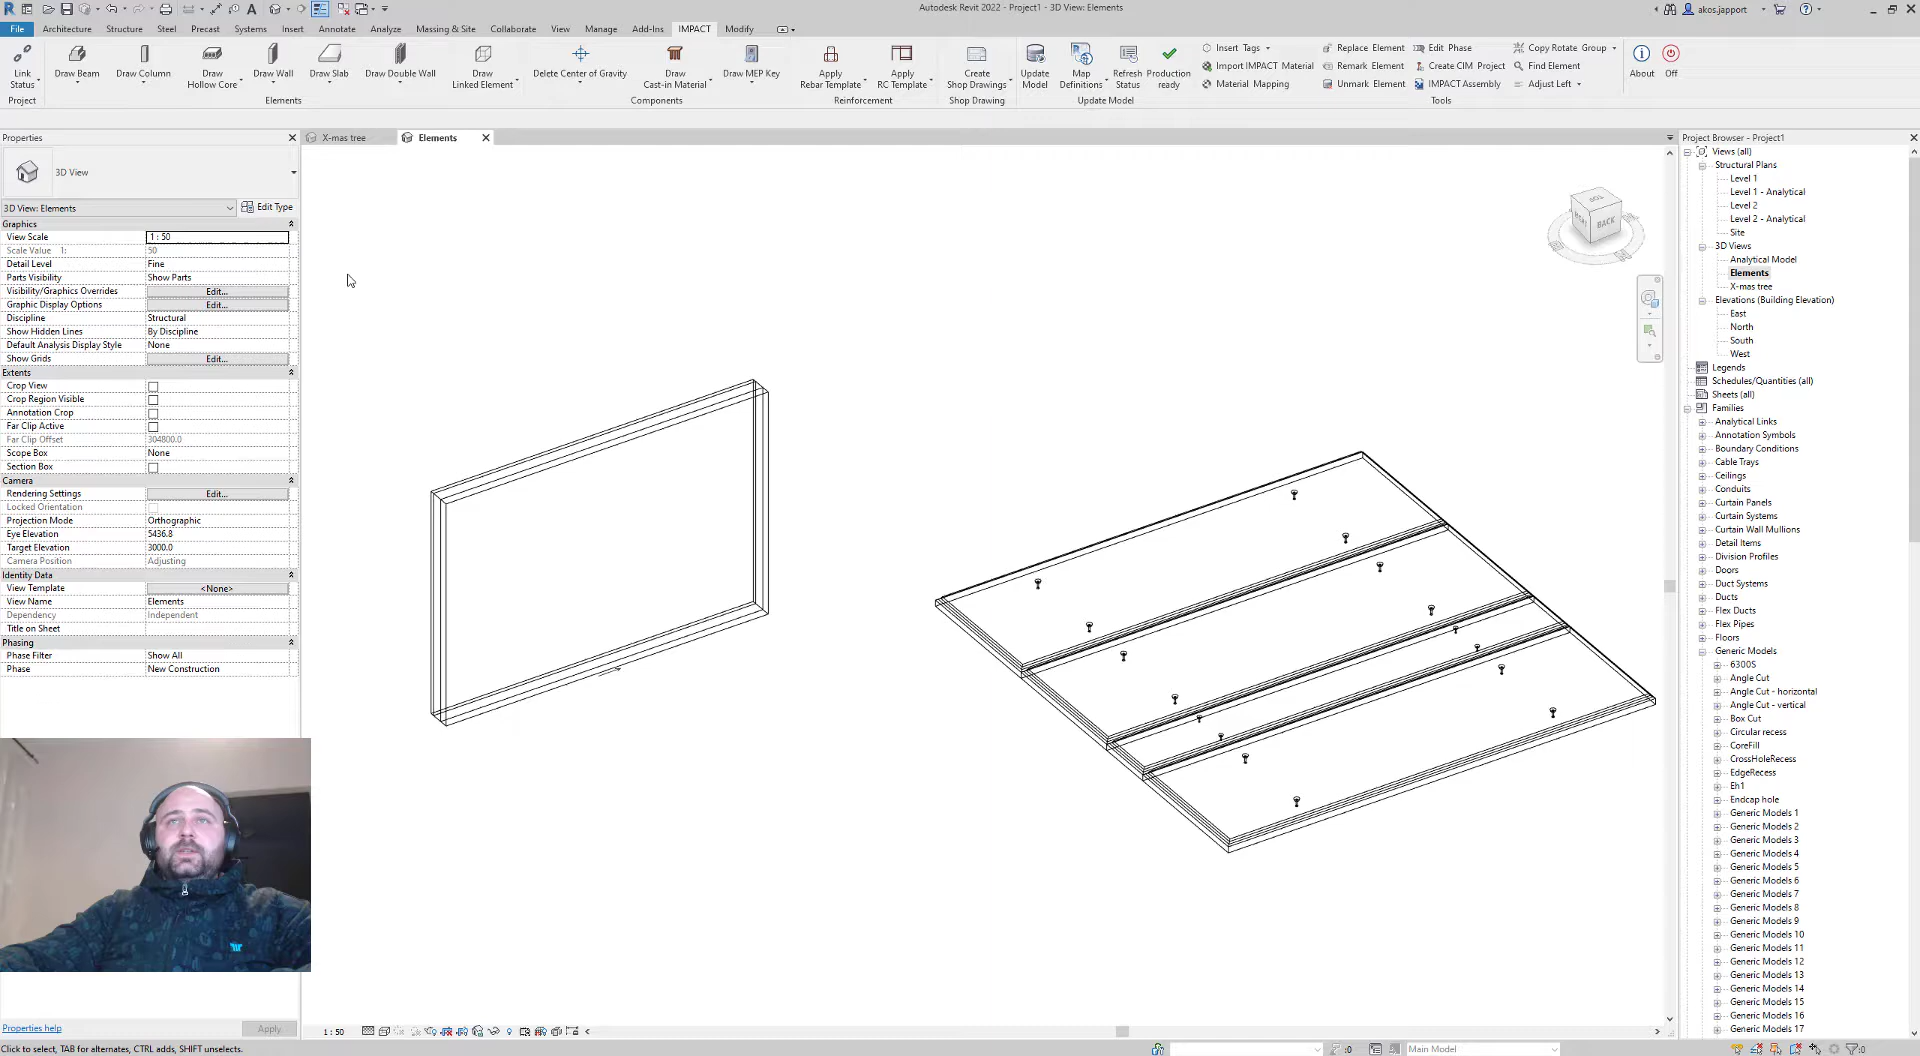 Autodesk Revit 2022 - Project1 - 3D View: Elements
akos.japport
File Architecture Structure Steel Precast Systems Insert Annotate Analyze Massing & Site Collaborate View Manage Add-Ins IMPACT Modify
Link Status
Draw Beam
Draw Column
Draw Hollow Core
Draw Wall
Draw Slab
Draw Double Wall
Draw Linked Element
Delete Center of Gravity
Draw Cast-in Material
Draw MEP Key
Apply Rebar Template
Apply RC Template
Create Shop Drawings
Update Model
Map Definitions
Refresh Status
Production ready
Insert Tags
Import IMPACT Material
Material Mapping
Replace Element
Remark Element
Unmark Element
Edit Phase
Create CIM Project
IMPACT Assembly
Copy Rotate Group
Find Element
Adjust Left
About
Off
Project Elements Components Reinforcement Shop Drawing Update Model Tools
Properties
X-mas tree
Elements
3D View
3D View: Elements
Edit Type
Graphics
View Scale 1 : 50
Scale Value 1: 50
Detail Level Fine
Parts Visibility Show Parts
Visibility/Graphics Overrides Edit...
Graphic Display Options Edit...
Discipline Structural
Show Hidden Lines By Discipline
Default Analysis Display Style None
Show Grids Edit...
Extents
Crop View
Crop Region Visible
Annotation Crop
Far Clip Active
Far Clip Offset 304800.0
Scope Box None
Section Box
Camera
Rendering Settings Edit...
Locked Orientation
Projection Mode Orthographic
Eye Elevation 5436.8
Target Elevation 3000.0
Camera Position Adjusting
Identity Data
View Template <None>
View Name Elements
Dependency Independent
Title on Sheet
Phasing
Phase Filter Show All
Phase New Construction
Properties help
Apply
BACK
1 : 50
Project Browser - Project1
Views (all)
Structural Plans
Level 1
Level 1 - Analytical
Level 2
Level 2 - Analytical
Site
3D Views
Analytical Model
Elements
X-mas tree
Elevations (Building Elevation)
East
North
South
West
Legends
Schedules/Quantities (all)
Sheets (all)
Families
Analytical Links
Annotation Symbols
Boundary Conditions
Cable Trays
Ceilings
Conduits
Curtain Panels
Curtain Systems
Curtain Wall Mullions
Detail Items
Division Profiles
Doors
Duct Systems
Ducts
Flex Ducts
Flex Pipes
Floors
Generic Models
6300S
Angle Cut
Angle Cut - horizontal
Angle Cut - vertical
Box Cut
Circular recess
CoreFill
CrossHoleRecess
EdgeRecess
Eh1
Endcap hole
Generic Models 1
Generic Models 2
Generic Models 3
Generic Models 4
Generic Models 5
Generic Models 6
Generic Models 7
Generic Models 8
Generic Models 9
Generic Models 10
Generic Models 11
Generic Models 12
Generic Models 13
Generic Models 14
Generic Models 15
Generic Models 16
Generic Models 17
Click to select, TAB for alternates, CTRL adds, SHIFT unselects.
:0
Main Model
:0